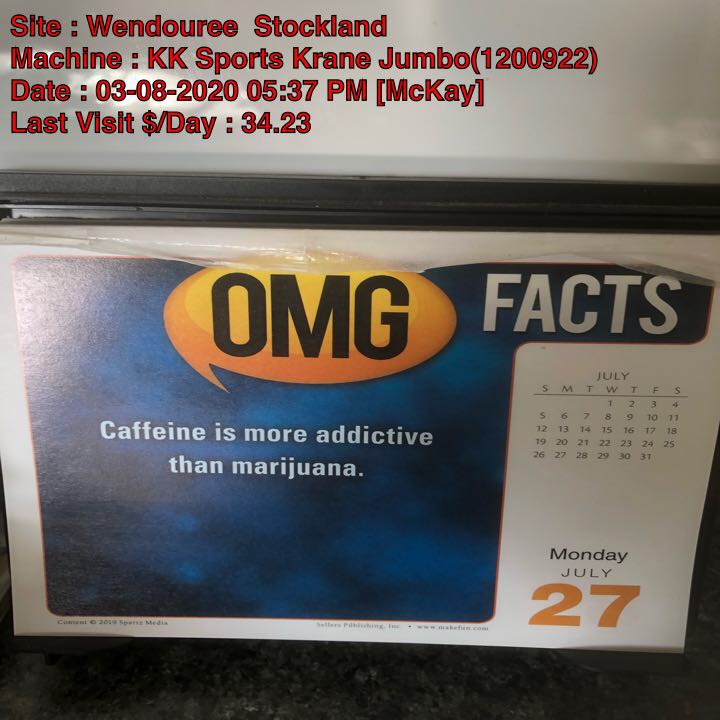 Site : Wendouree  Stockland
Machine : KK Sports Krane Jumbo(1200922)
Date : 03-08-2020 05:37 PM [McKay]
Last Visit $/Day : 34.23
OMG FACTS
Caffeine is more addictive
than marijuana.
JULY
S M T W T F S
1 2 3 4
5 6 7 8 9 10 11
12 13 14 15 16 17 18
19 20 21 22 23 24 25
26 27 28 29 30 31
Monday
JULY
27
Content © 2019 Spartz Media
Sellers Publishing, Inc. • www.makefun.com